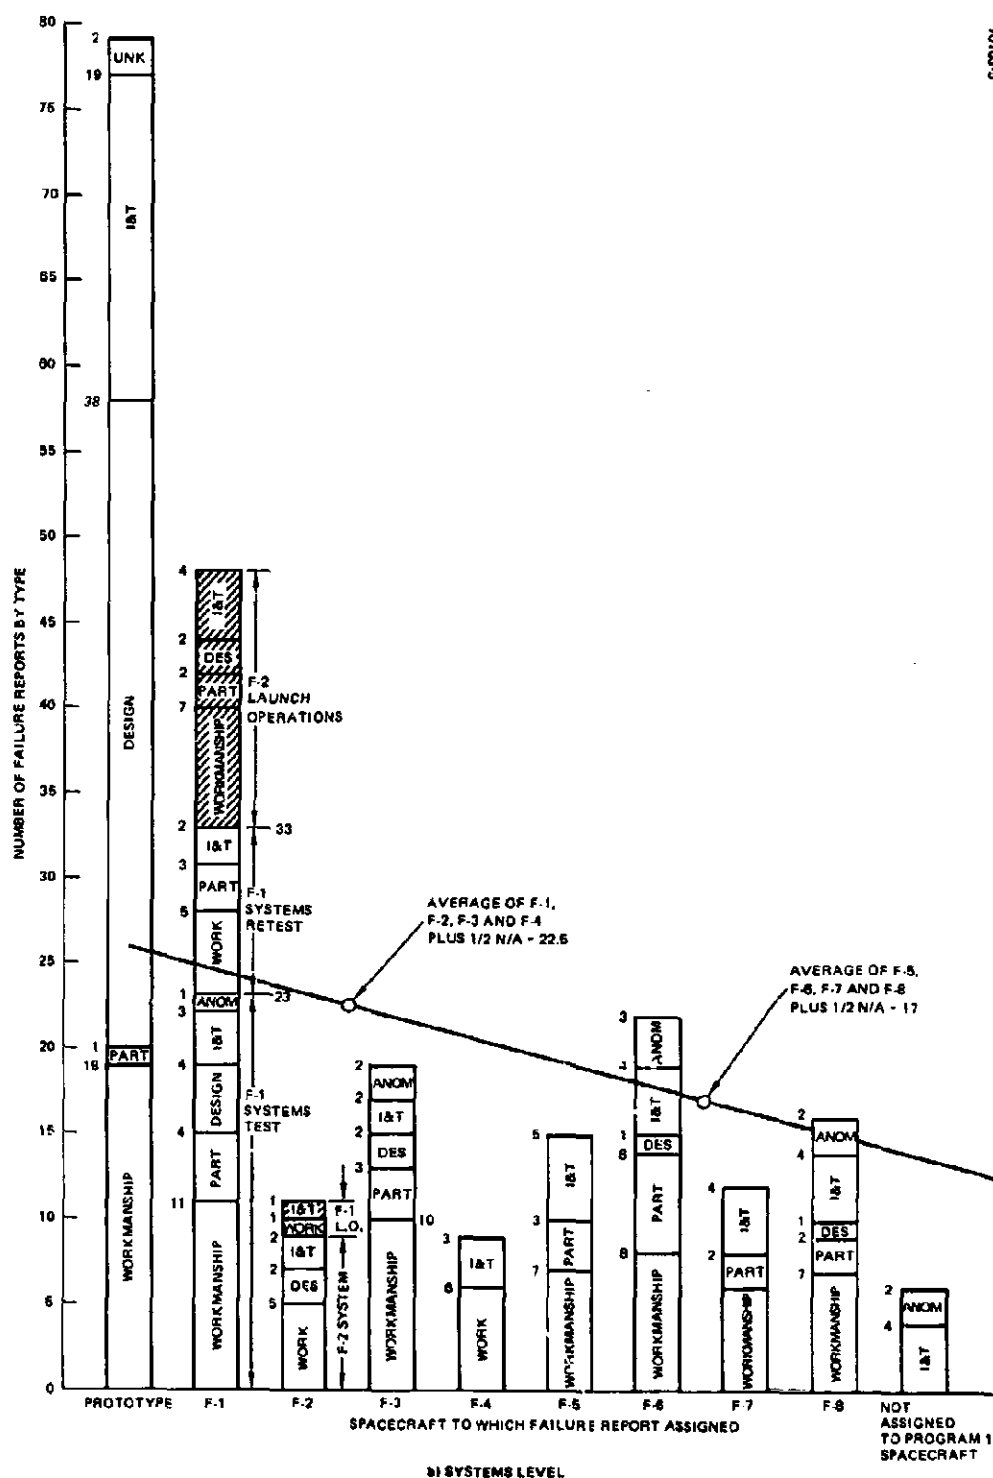 80
75
70
65
60
55
50
45
40
35
30
25
20
15
10
5
0
NUMBER OF FAILURE REPORTS BY TYPE
2
UNK
19
I&T
38
DESIGN
1
PART
19
WORKMANSHIP
PROTOTYPE
4
I&T
2
DES
2
PART
7
WORKMANSHIP
F-2
LAUNCH
OPERATIONS
2
33
I&T
3
PART
5
WORK
F-1
SYSTEMS
RETEST
1
23
ANOM
3
I&T
4
DESIGN
4
PART
11
WORKMANSHIP
F-1
SYSTEMS
TEST
F-1
1
I&T
1
WORK
2
I&T
2
DES
5
WORK
F-1
L.O.
F-2 SYSTEM
F-2
AVERAGE OF F-1,
F-2, F-3 AND F-4
PLUS 1/2 N/A - 22.5
2
ANOM
2
I&T
2
DES
3
PART
10
WORKMANSHIP
F-3
3
I&T
6
WORK
F-4
5
I&T
3
PART
7
WORKMANSHIP
F-5
AVERAGE OF F-5,
F-6, F-7 AND F-8
PLUS 1/2 N/A - 17
3
ANOM
I&T
1
DES
6
PART
8
WORKMANSHIP
F-6
4
I&T
2
PART
WORKMANSHIP
F-7
2
ANOM
4
I&T
1
DES
2
PART
7
WORKMANSHIP
F-8
2
ANOM
4
I&T
NOT
ASSIGNED
TO PROGRAM 1
SPACECRAFT
SPACECRAFT TO WHICH FAILURE REPORT ASSIGNED
b) SYSTEMS LEVEL